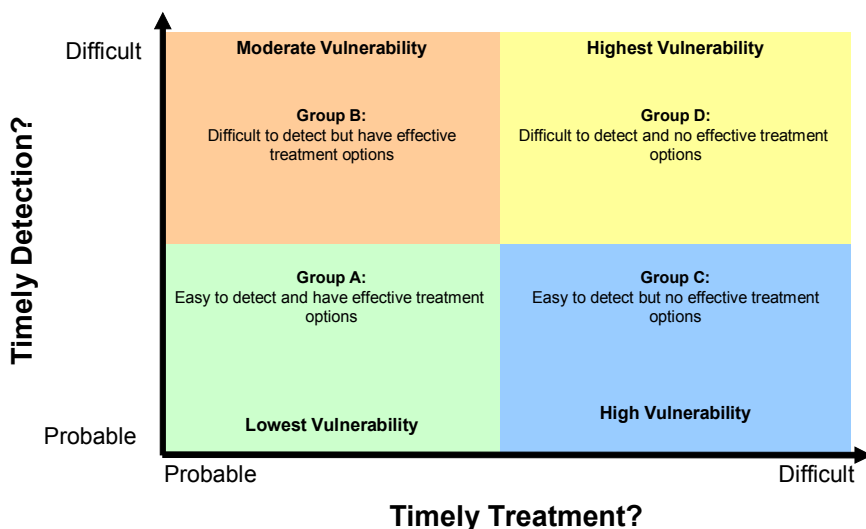 Difficult
Moderate Vulnerability
Highest Vulnerability
Group B:
Difficult to detect but have effective
treatment options
Group D:
Difficult to detect and no effective treatment
options
Timely Detection?
Group A:
Easy to detect and have effective treatment
options
Group C:
Easy to detect but no effective treatment
options
Lowest Vulnerability
High Vulnerability
Probable
Probable
Difficult
Timely Treatment?